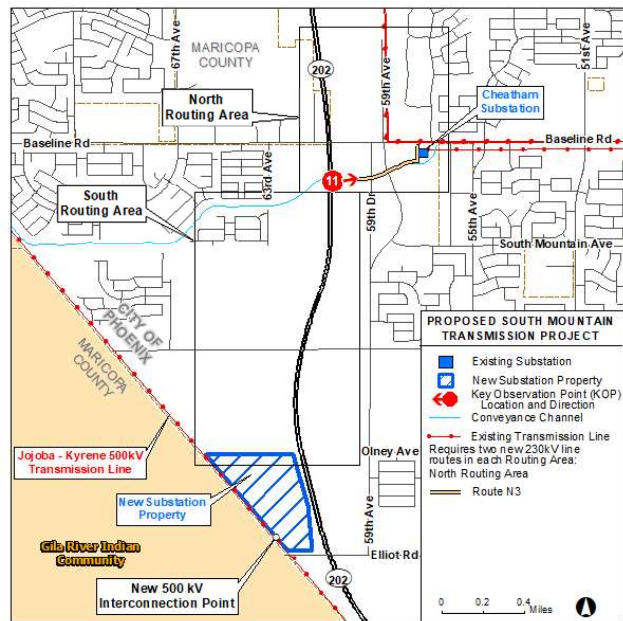 67th Ave
MARICOPA
COUNTY
202
59th Ave
51st Ave
North
Routing Area
Cheatham
Substation
Baseline Rd
Baseline Rd
63rd Ave
11
South
Routing Area
59th Dr
55th Ave
South Mountain Ave
CITY OF
PHOENIX
MARICOPA
COUNTY
PROPOSED SOUTH MOUNTAIN
TRANSMISSION PROJECT
Existing Substation
New Substation Property
Key Observation Point (KOP)
Location and Direction
Conveyance Channel
Existing Transmission Line
Requires two new 230kV line
routes in each Routing Area:
North Routing Area
Route N3
Jojoba - Kyrene 500kV
Transmission Line
Olney Ave
New Substation
Property
59th Ave
Elliot Rd
Gila River Indian
Community
New 500 kV
Interconnection Point
202
0 0.2 0.4
Miles